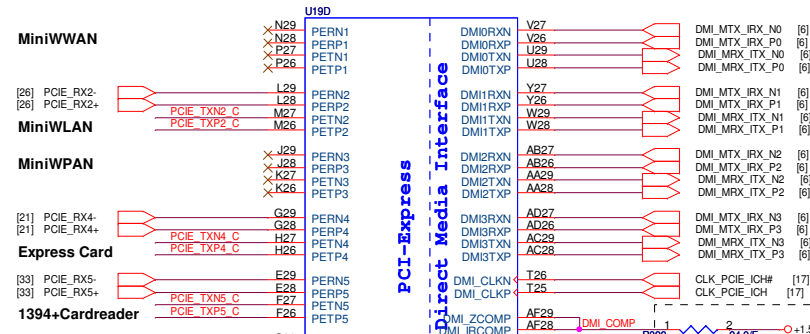 U19D
MiniWWAN N29 PERN1 DMI0RXN V27 DMI_MTX_IRX_N0 [6]
N28 PERP1 DMI0RXP V26 DMI_MTX_IRX_P0 [6]
P27 PETN1 DMI0TXN U29 DMI_MRX_ITX_N0 [6]
P26 PETP1 DMI0TXP U28 DMI_MRX_ITX_P0 [6]
[26] PCIE_RX2- L29 PERN2 DMI1RXN Y27 DMI_MTX_IRX_N1 [6]
[26] PCIE_RX2+ L28 PERP2 DMI1RXP Y26 DMI_MTX_IRX_P1 [6]
PCIE_TXN2_C M27 PETN2 DMI1TXN W29 DMI_MRX_ITX_N1 [6]
MiniWLAN PCIE_TXP2_C M26 PETP2 DMI1TXP W28 DMI_MRX_ITX_P1 [6]
J29 PERN3 DMI2RXN AB27 DMI_MTX_IRX_N2 [6]
MiniWPAN J28 PERP3 DMI2RXP AB26 DMI_MTX_IRX_P2 [6]
K27 PETN3 DMI2TXN AA29 DMI_MRX_ITX_N2 [6]
K26 PETP3 DMI2TXP AA28 DMI_MRX_ITX_P2 [6]
PCI-Express
Direct Media Interface
[21] PCIE_RX4- G29 PERN4 DMI3RXN AD27 DMI_MTX_IRX_N3 [6]
[21] PCIE_RX4+ G28 PERP4 DMI3RXP AD26 DMI_MTX_IRX_P3 [6]
PCIE_TXN4_C H27 PETN4 DMI3TXN AC29 DMI_MRX_ITX_N3 [6]
Express Card PCIE_TXP4_C H26 PETP4 DMI3TXP AC28 DMI_MRX_ITX_P3 [6]
[33] PCIE_RX5- E29 PERN5 DMI_CLKN T26 CLK_PCIE_ICH# [17]
[33] PCIE_RX5+ E28 PERP5 DMI_CLKP T25 CLK_PCIE_ICH [17]
PCIE_TXN5_C F27 PETN5
1394+Cardreader PCIE_TXP5_C F26 PETP5 DMI_ZCOMP AF29 DMI_COMP
DMI_IRCOMP AF28 1 2